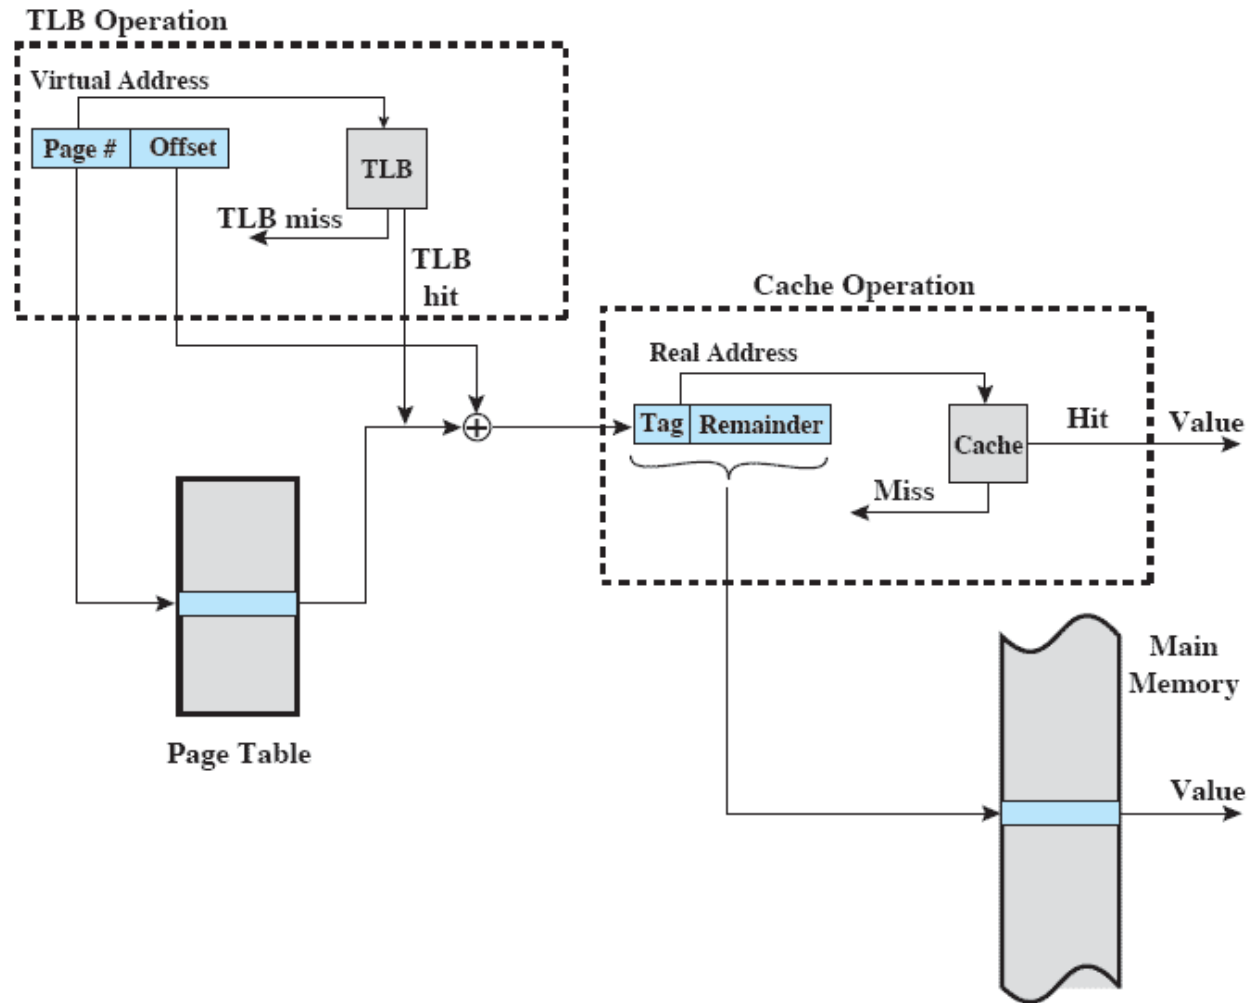 TLB Operation
Virtual Address
Page # Offset
TLB
TLB miss
TLB
hit
Cache Operation
Real Address
Tag Remainder
Cache
Hit
Value
Miss
Page Table
Main
Memory
Value